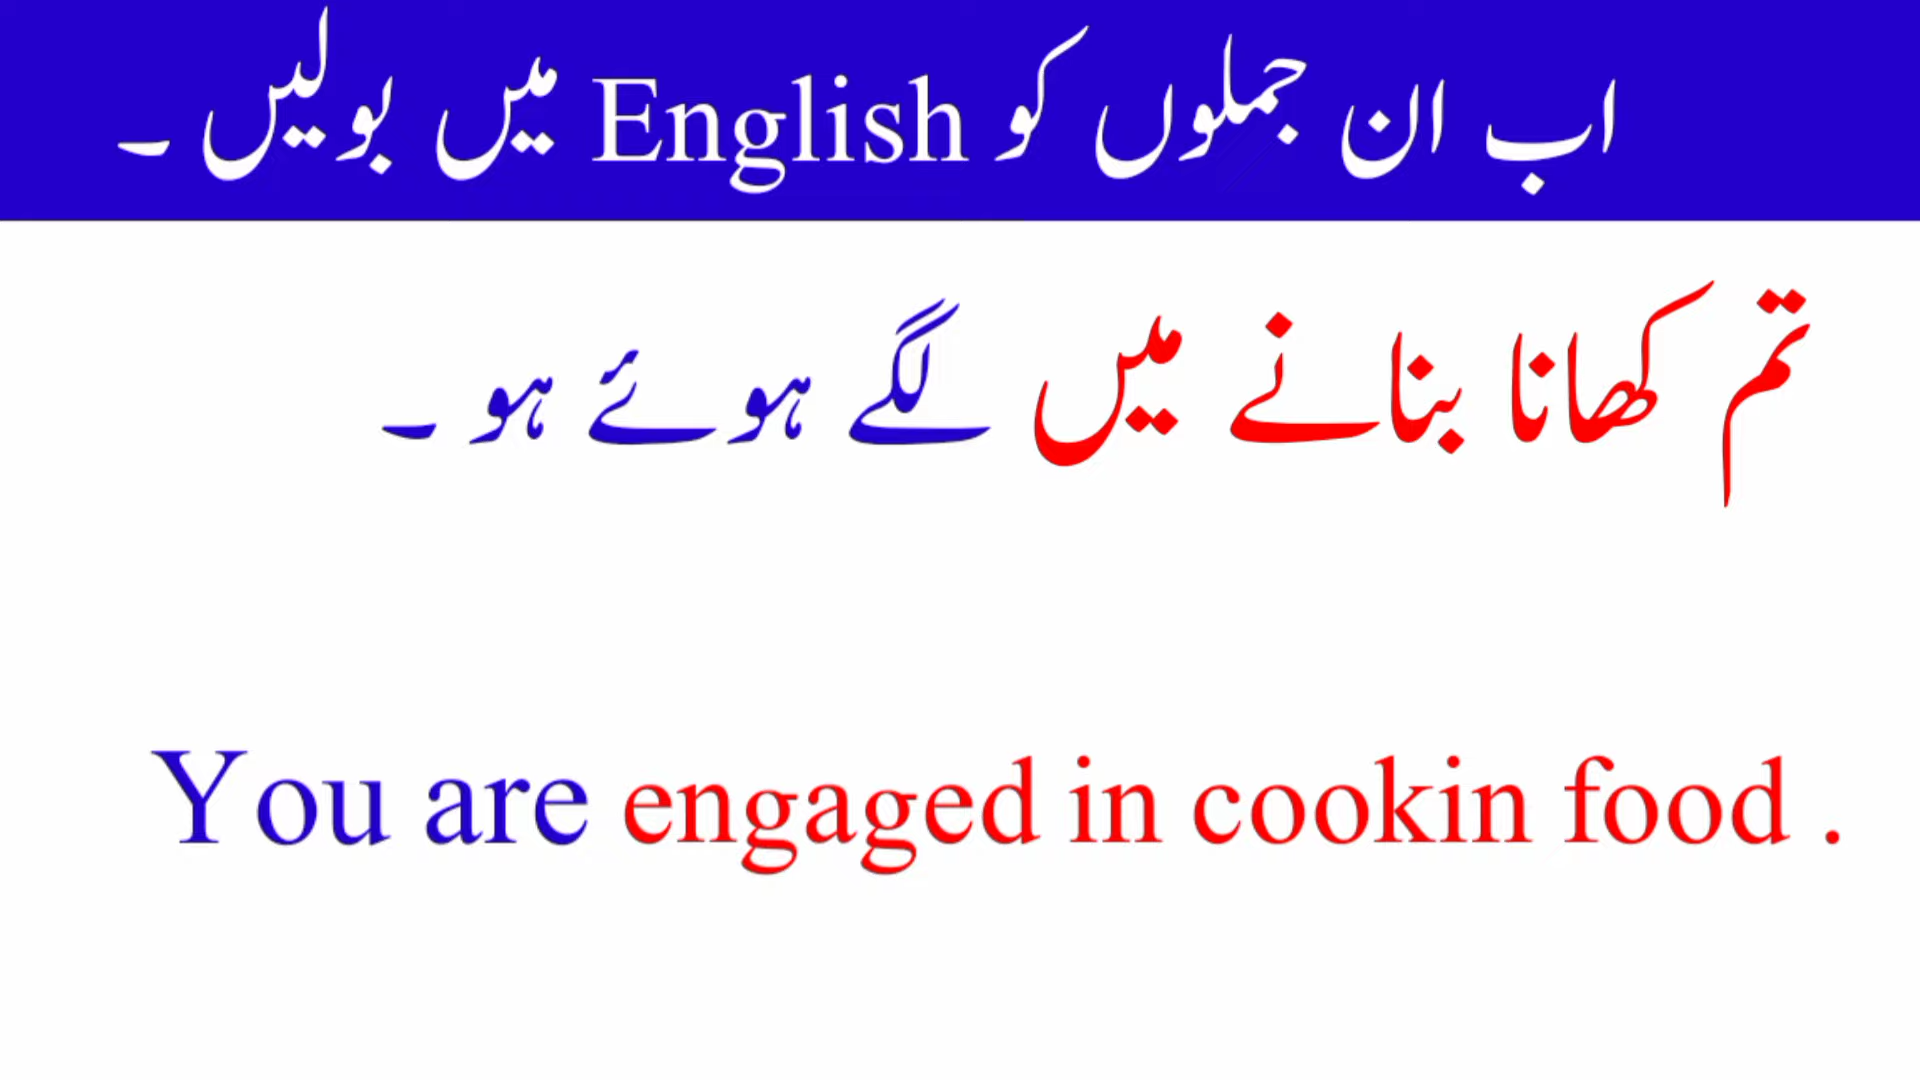 اب ان جملوں کو English میں بولیں ۔
تم کھانا بنانے میں لگے ہوئے ہو ۔
You are engaged in cookin food .